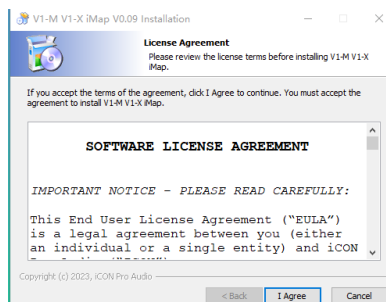 V1-M V1-X iMap V0.09 Installation
License Agreement
Please review the license terms before installing V1-M V1-X
iMap.
If you accept the terms of the agreement, click I Agree to continue. You must accept the
agreement to install V1-M V1-X iMap.
SOFTWARE LICENSE AGREEMENT
IMPORTANT NOTICE – PLEASE READ CAREFULLY:
This End User License Agreement (“EULA”)
is a legal agreement between you (either
an individual or a single entity) and iCON
Copyright (c) 2023, iCON Pro Audio
< Back
I Agree
Cancel